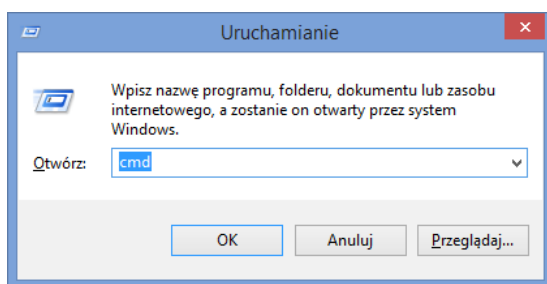 Uruchamianie
Wpisz nazwę programu, folderu, dokumentu lub zasobu
internetowego, a zostanie on otwarty przez system
Windows.
Otwórz: cmd
OK Anuluj Przeglądaj...